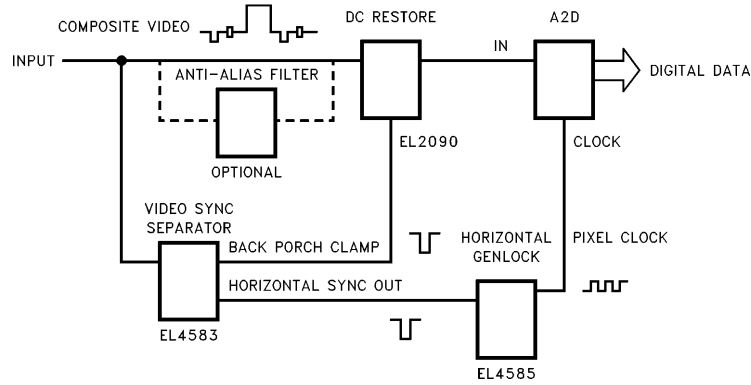 COMPOSITE VIDEO
DC RESTORE
A2D
INPUT
IN
ANTI-ALIAS FILTER
DIGITAL DATA
EL2090
CLOCK
OPTIONAL
VIDEO SYNC
SEPARATOR
BACK PORCH CLAMP
HORIZONTAL
GENLOCK
PIXEL CLOCK
HORIZONTAL SYNC OUT
EL4583
EL4585